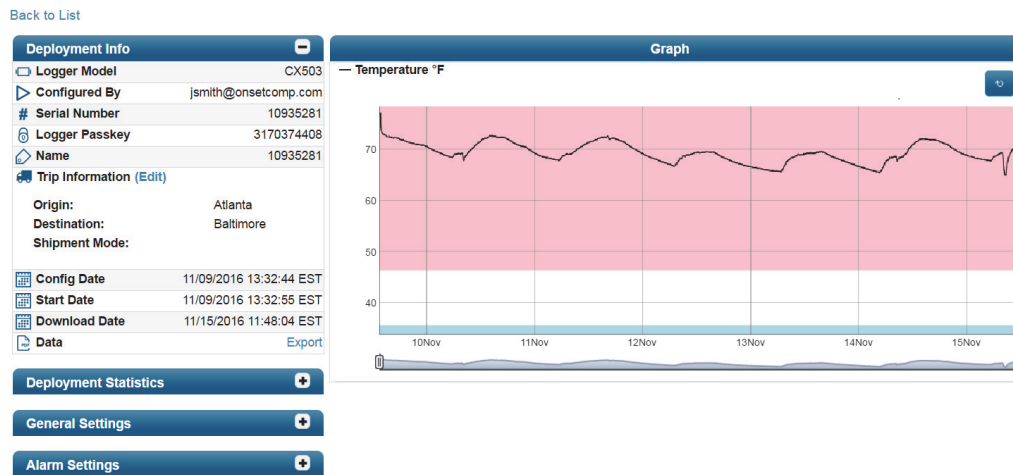 Back to List
Deployment Info
Logger Model CX503
Configured By jsmith@onsetcomp.com
# Serial Number 10935281
Logger Passkey 3170374408
Name 10935281
Trip Information (Edit)
Origin: Atlanta
Destination: Baltimore
Shipment Mode:
Config Date 11/09/2016 13:32:44 EST
Start Date 11/09/2016 13:32:55 EST
Download Date 11/15/2016 11:48:04 EST
Data Export
Deployment Statistics
General Settings
Alarm Settings
Graph
— Temperature °F
70
60
50
40
10Nov 11Nov 12Nov 13Nov 14Nov 15Nov